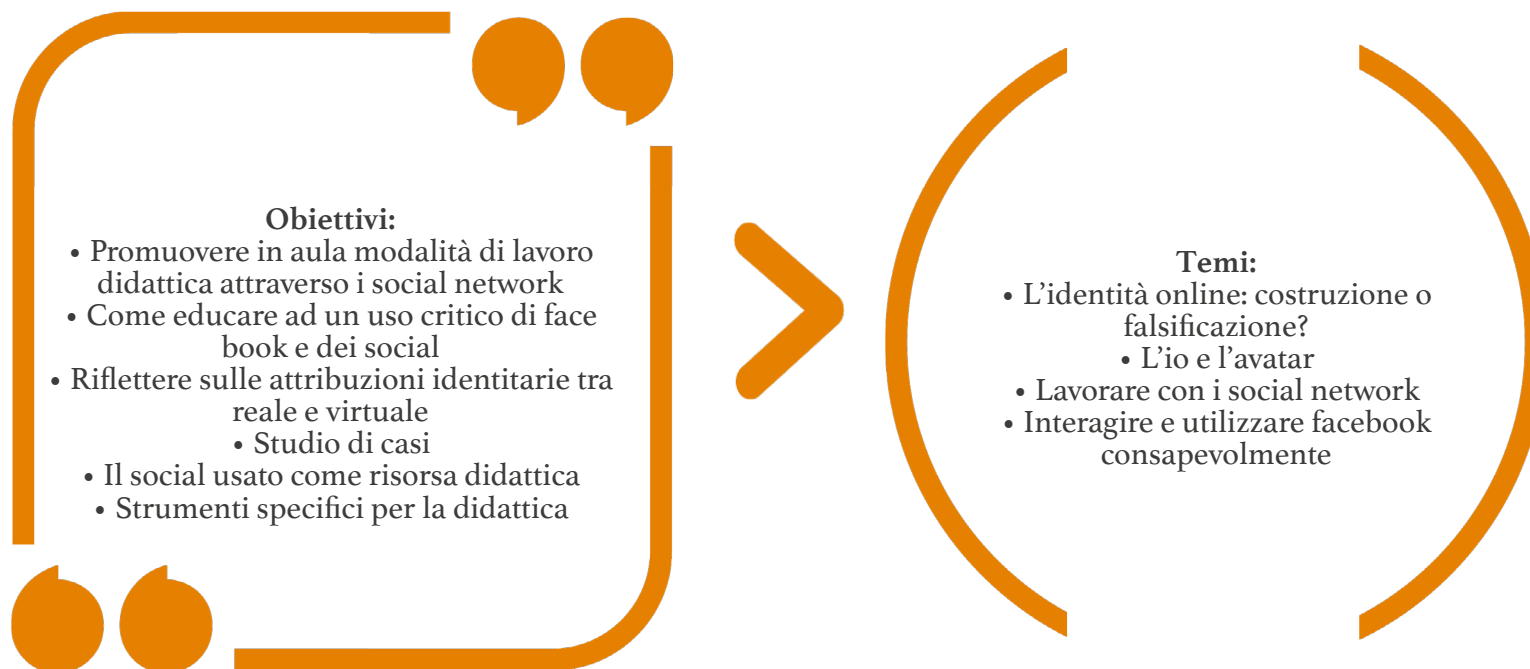 Obiettivi:
• Promuovere in aula modalità di lavoro
didattica attraverso i social network
• Come educare ad un uso critico di face
book e dei social
• Riflettere sulle attribuzioni identitarie tra
reale e virtuale
• Studio di casi
• Il social usato come risorsa didattica
• Strumenti specifici per la didattica
Temi:
• L’identità online: costruzione o
falsificazione?
• L’io e l’avatar
• Lavorare con i social network
• Interagire e utilizzare facebook
consapevolmente